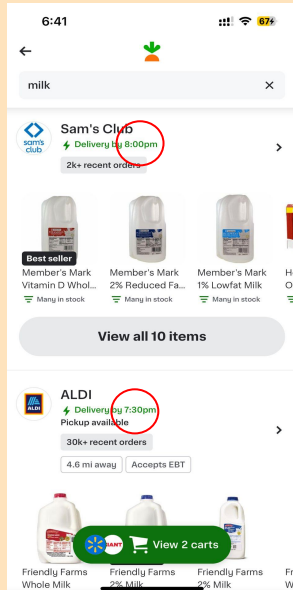 6:41
67
milk
Sam's Club
sam's
club
Delivery by 8:00pm
2k+ recent orders
Best seller
Member's Mark
Vitamin D Whol...
Many in stock
Member's Mark
2% Reduced Fa...
Many in stock
Member's Mark
1% Lowfat Milk
Many in stock
View all 10 items
ALDI
ALDI
Delivery by 7:30pm
Pickup available
30k+ recent orders
4.6 mi away
Accepts EBT
GIANT
View 2 carts
Friendly Farms
Whole Milk
Friendly Farms
2% Milk
Friendly Farms
2% Milk